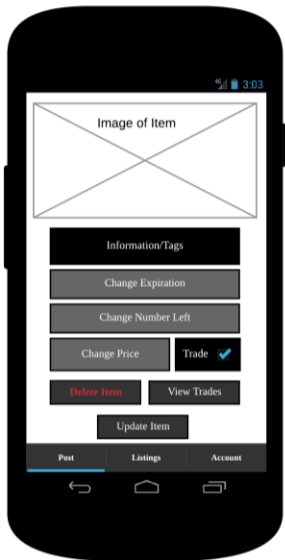 4G 3:03
Image of Item
Information/Tags
Change Expiration
Change Number Left
Change Price Trade
Delete Item View Trades
Update Item
Post Listings Account